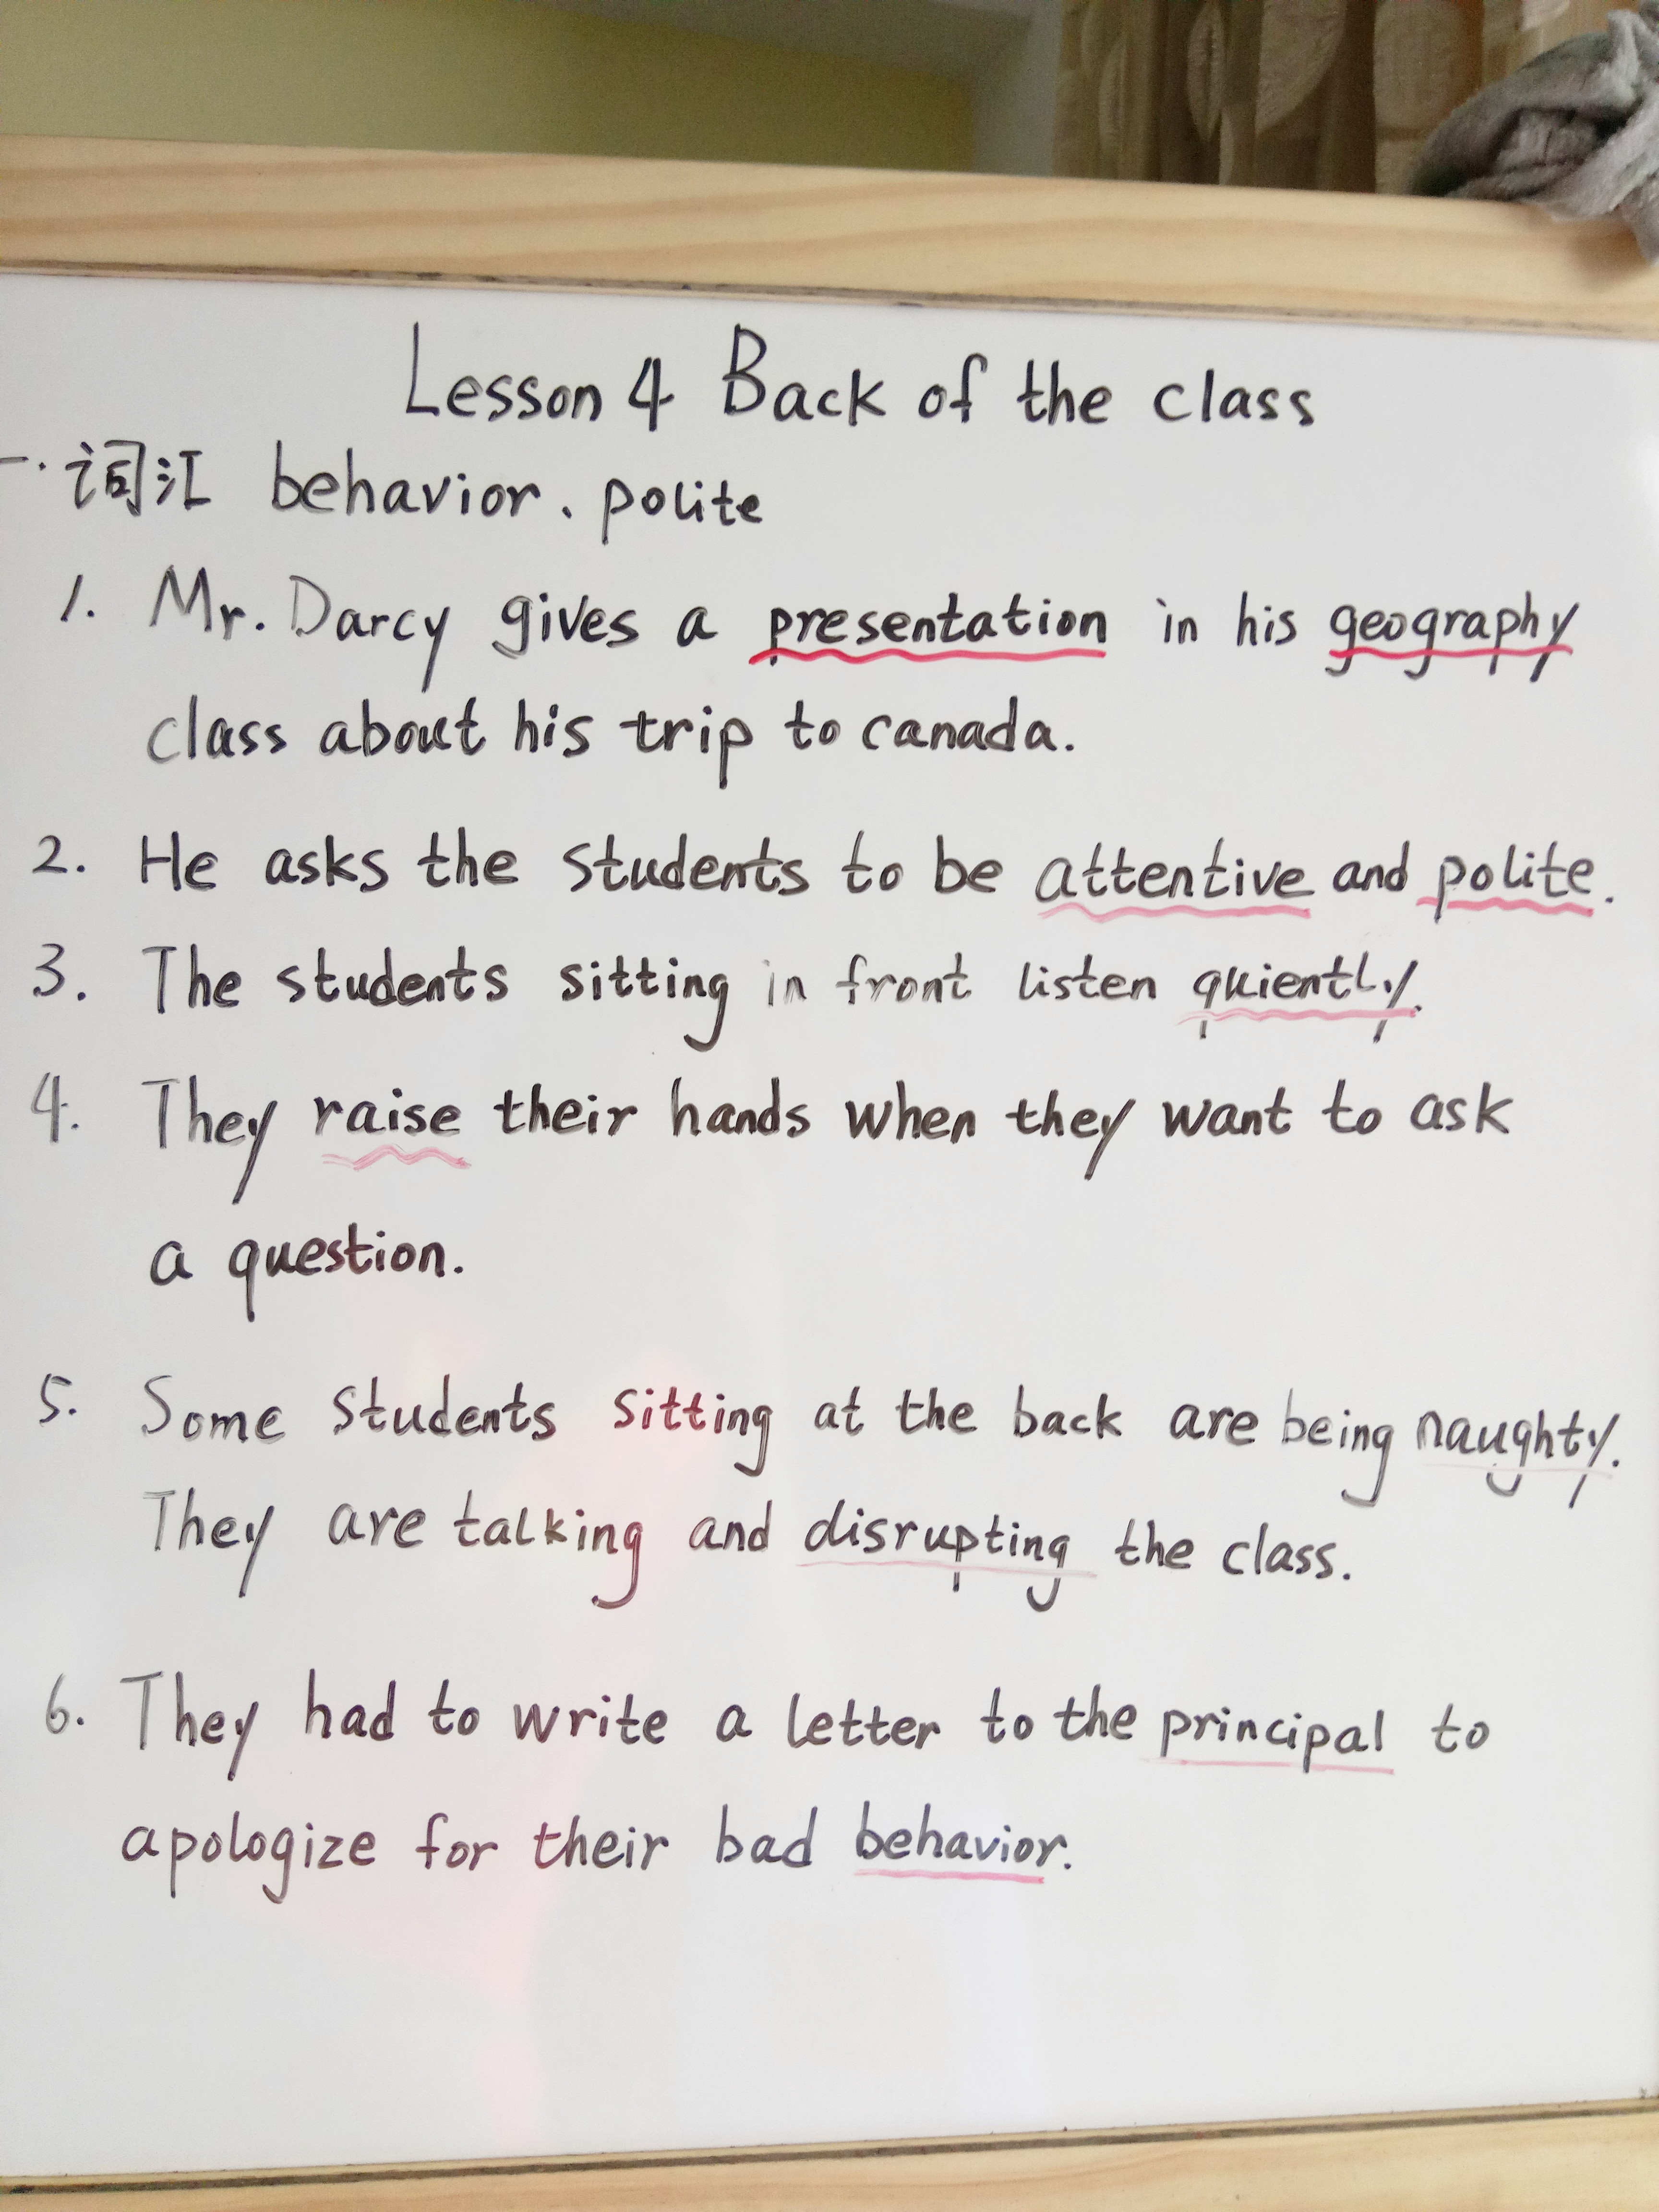 Lesson 4 Back of the class
一.词汇 behavior、polite
1. Mr. Darcy gives a presentation in his geography
class about his trip to canada.
2. He asks the students to be attentive and polite.
3. The students sitting in front listen quiently.
4. They raise their hands when they want to ask
a question.
5. Some students sitting at the back are being naughty.
They are talking and disrupting the class.
6. They had to write a letter to the principal to
apologize for their bad behavior.